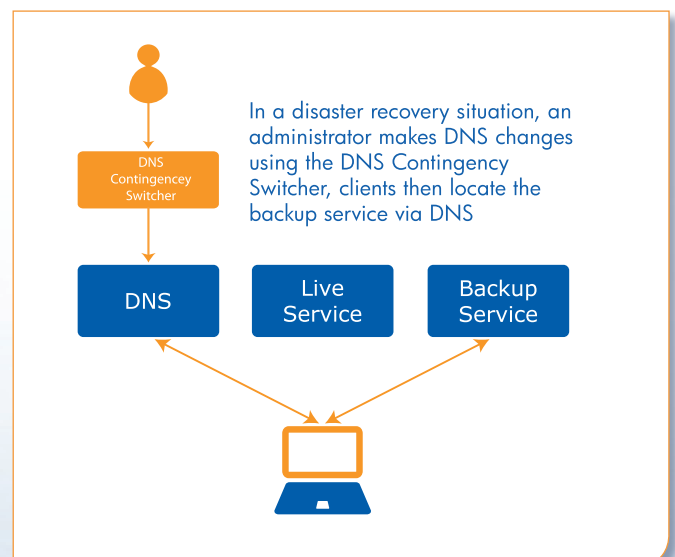 In a disaster recovery situation, an
administrator makes DNS changes
using the DNS Contingency
Switcher, clients then locate the
backup service via DNS
DNS
Contingencey
Switcher
DNS
Live
Service
Backup
Service